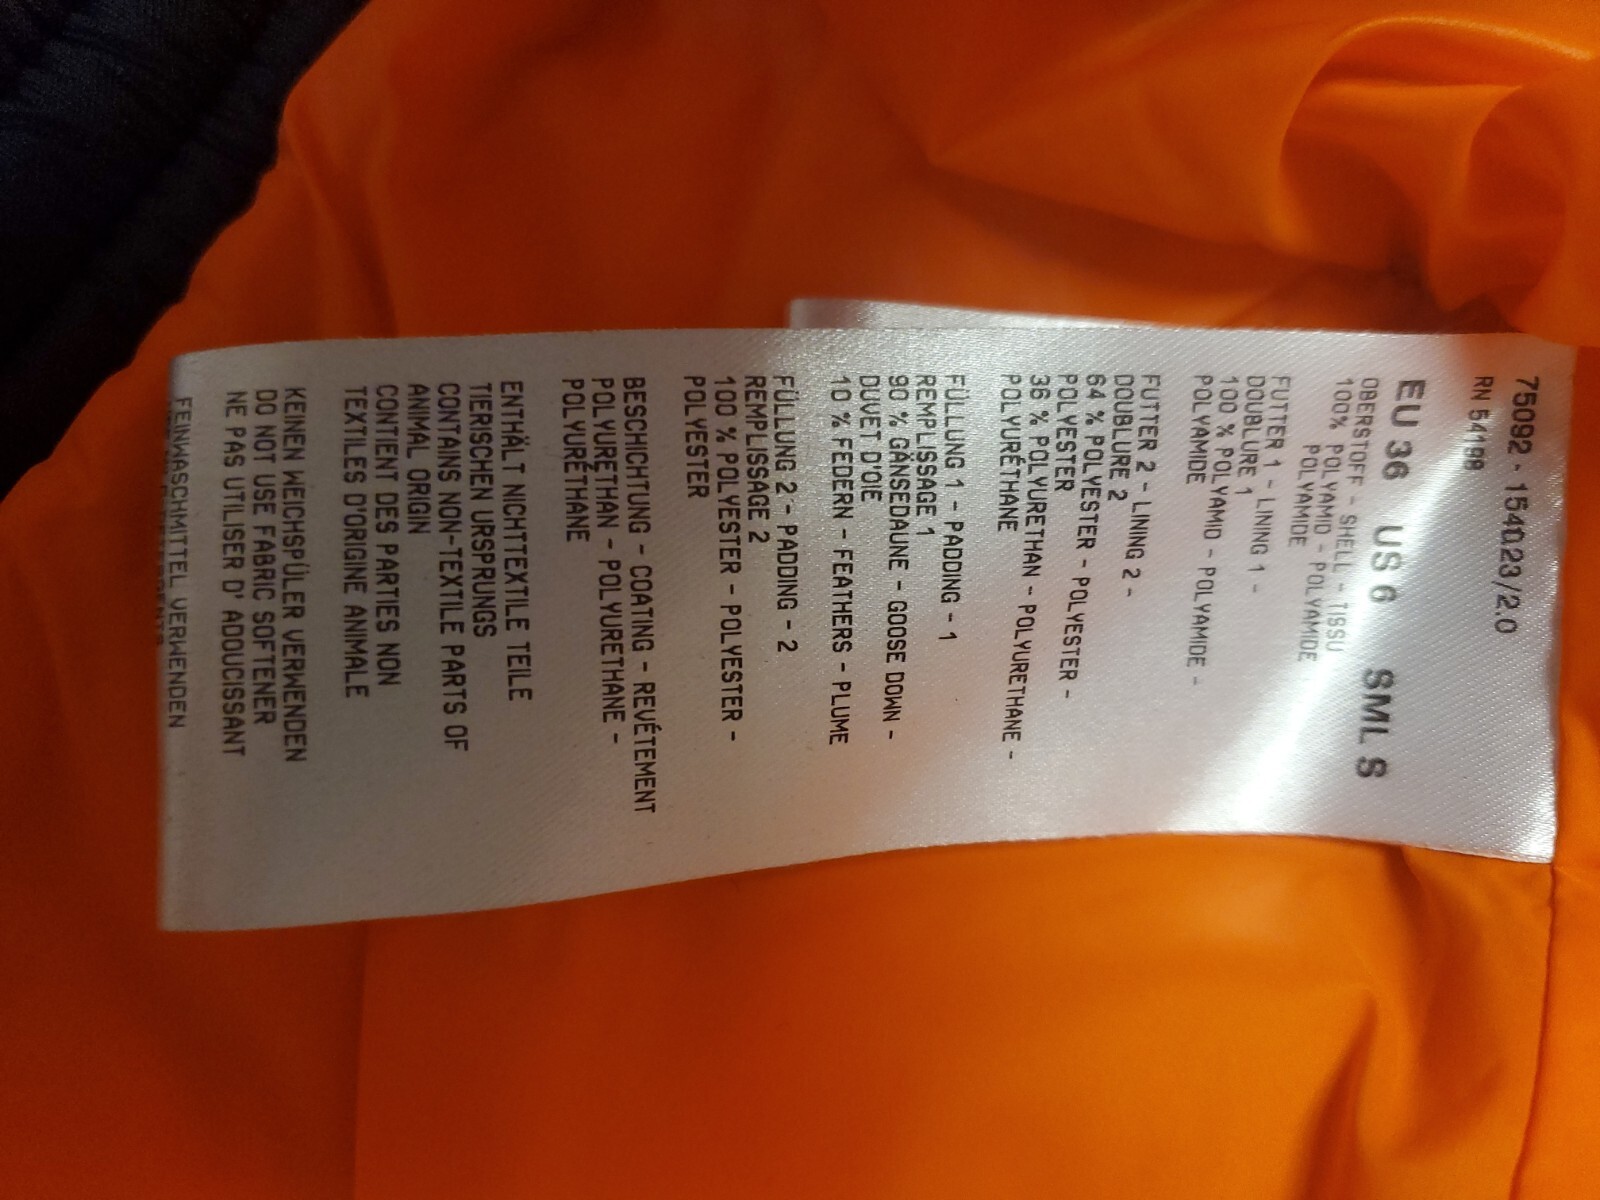 75092 - 154023/2.0
RN 54198
EU 36 US 6 SML S
OBERSTOFF - SHELL - TISSU
100% POLYAMID - POLYAMIDE
POLYAMIDE
FUTTER 1 - LINING 1 -
DOUBLURE 1
100 % POLYAMID - POLYAMIDE -
POLYAMIDE
FUTTER 2 - LINING 2 -
DOUBLURE 2
64 % POLYESTER - POLYESTER -
POLYESTER
36 % POLYURETHAN - POLYURETHANE -
POLYURÉTHANE
FÜLLUNG 1 - PADDING - 1
REMPLISSAGE 1
90 % GÄNSEDAUNE - GOOSE DOWN -
DUVET D'OIE
10 % FEDERN - FEATHERS - PLUME
FÜLLUNG 2 - PADDING - 2
REMPLISSAGE 2
100 % POLYESTER - POLYESTER -
POLYESTER
BESCHICHTUNG - COATING - REVÉTEMENT
POLYURETHAN - POLYURETHANE -
POLYURÉTHANE
ENTHÄLT NICHTTEXTILE TEILE
TIERISCHEN URSPRUNGS
CONTAINS NON-TEXTILE PARTS OF
ANIMAL ORIGIN
CONTIENT DES PARTIES NON
TEXTILES D'ORIGINE ANIMALE
KEINEN WEICHSPÜLER VERWENDEN
DO NOT USE FABRIC SOFTENER
NE PAS UTILISER D' ADOUCISSANT
FEINWASCHMITTEL VERWENDEN